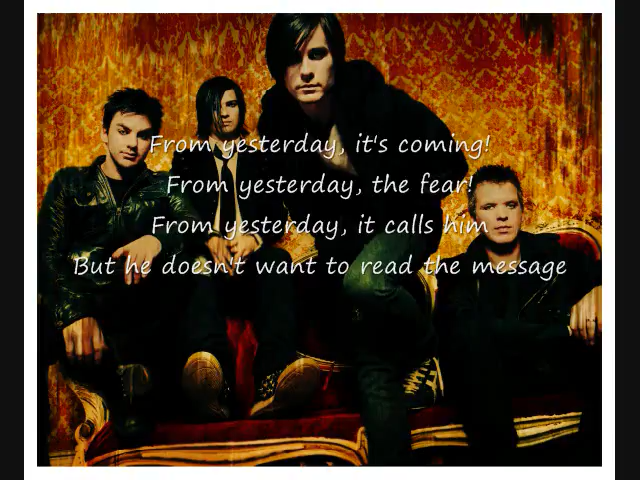 From yesterday, it's coming!
From yesterday, the fear!
From yesterday, it calls him
But he doesn't want to read the message